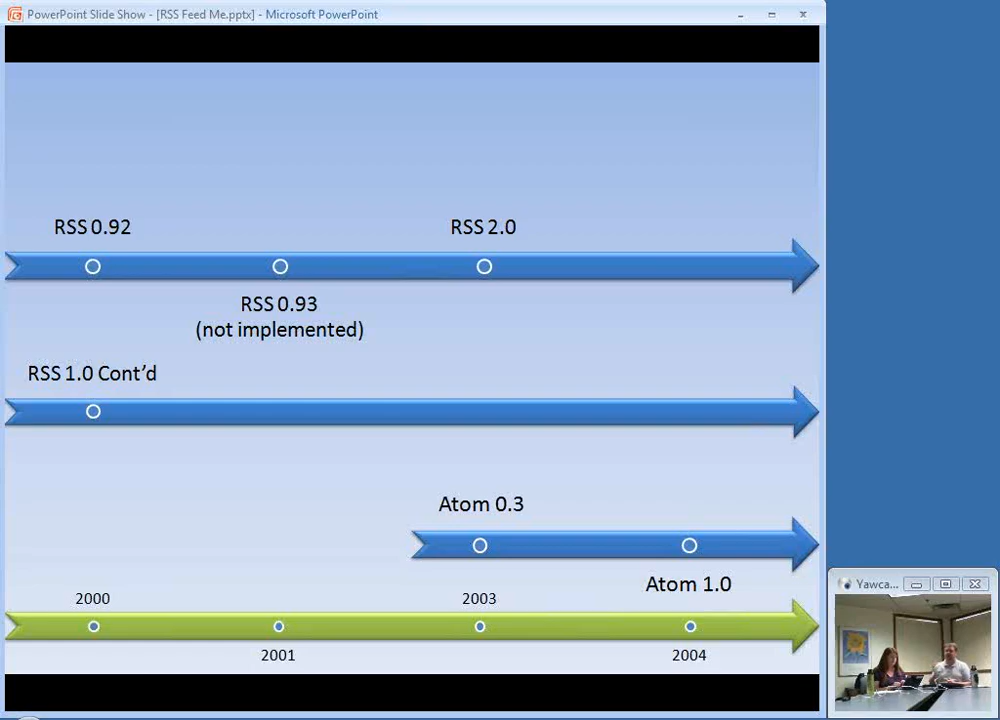 PowerPoint Slide Show - [RSS Feed Me.pptx] - Microsoft PowerPoint
RSS 0.92
RSS 2.0
RSS 0.93
(not implemented)
RSS 1.0 Cont’d
Atom 0.3
Atom 1.0
2000
2003
2001
2004
Yawca...